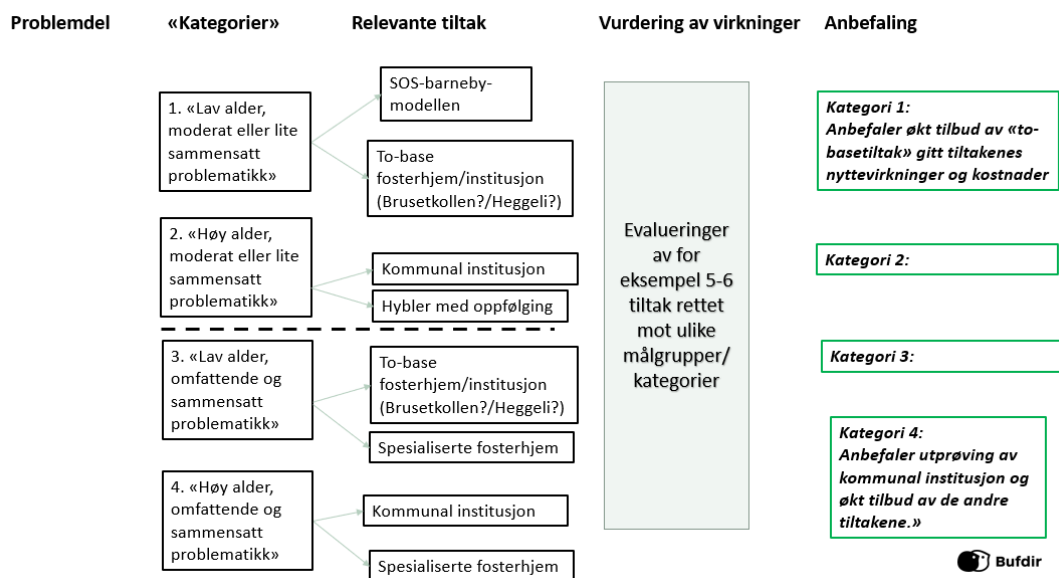 Problemdel
«Kategorier»
Relevante tiltak
Vurdering av virkninger
Anbefaling
1. «Lav alder,
moderat eller lite
sammensatt
problematikk»
SOS-barneby-
modellen
To-base
fosterhjem/institusjon
(Brusetkollen?/Heggeli?)
2. «Høy alder,
moderat eller lite
sammensatt
problematikk»
Kommunal institusjon
Hybler med oppfølging
3. «Lav alder,
omfattende og
sammensatt
problematikk»
To-base
fosterhjem/institusjon
(Brusetkollen?/Heggeli?)
Spesialiserte fosterhjem
4. «Høy alder,
omfattende og
sammensatt
problematikk»
Kommunal institusjon
Spesialiserte fosterhjem
Evalueringer
av for
eksempel 5-6
tiltak rettet
mot ulike
målgrupper/
kategorier
Kategori 1:
Anbefaler økt tilbud av «to-
basetiltak» gitt tiltakenes
nyttevirkninger og kostnader
Kategori 2:
Kategori 3:
Kategori 4:
Anbefaler utprøving av
kommunal institusjon og
økt tilbud av de andre
tiltakene.»
Bufdir